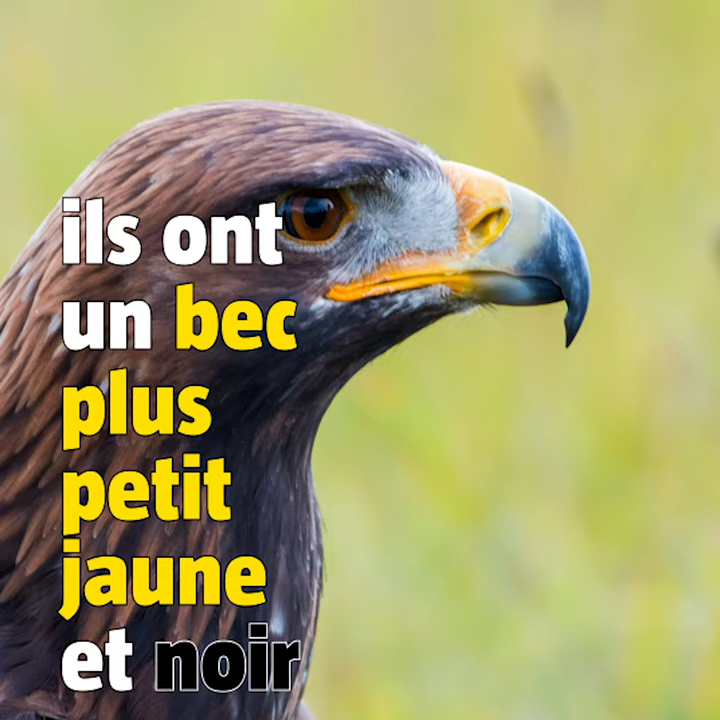 ils ont
un bec
plus
petit
jaune
et noir